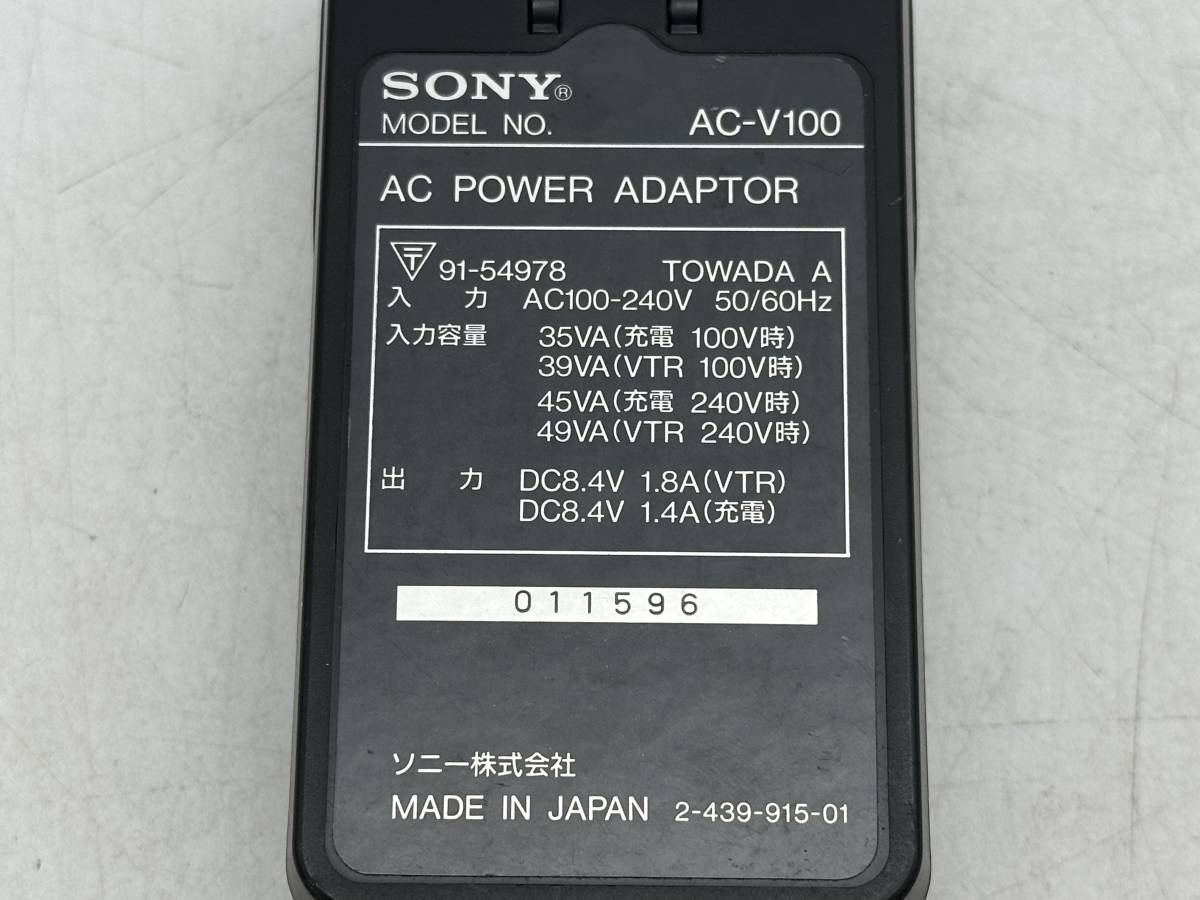 SONY®
MODEL NO. AC-V100
AC POWER ADAPTOR
91-54978 TOWADA A
入力 AC100-240V 50/60Hz
入力容量 35VA(充電 100V時)
39VA(VTR 100V時)
45VA(充電 240V時)
49VA(VTR 240V時)
出力 DC8.4V 1.8A(VTR)
DC8.4V 1.4A(充電)
011596
ソニー株式会社
MADE IN JAPAN 2-439-915-01